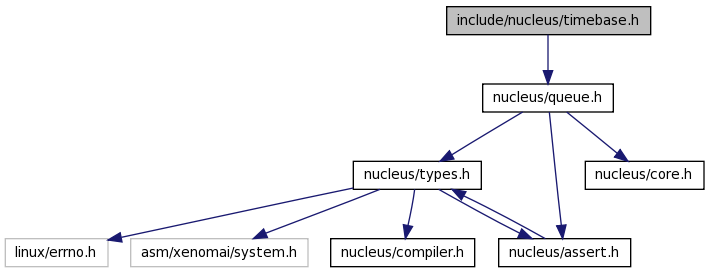 include/nucleus/timebase.h
nucleus/queue.h
nucleus/types.h
nucleus/core.h
linux/errno.h
asm/xenomai/system.h
nucleus/compiler.h
nucleus/assert.h